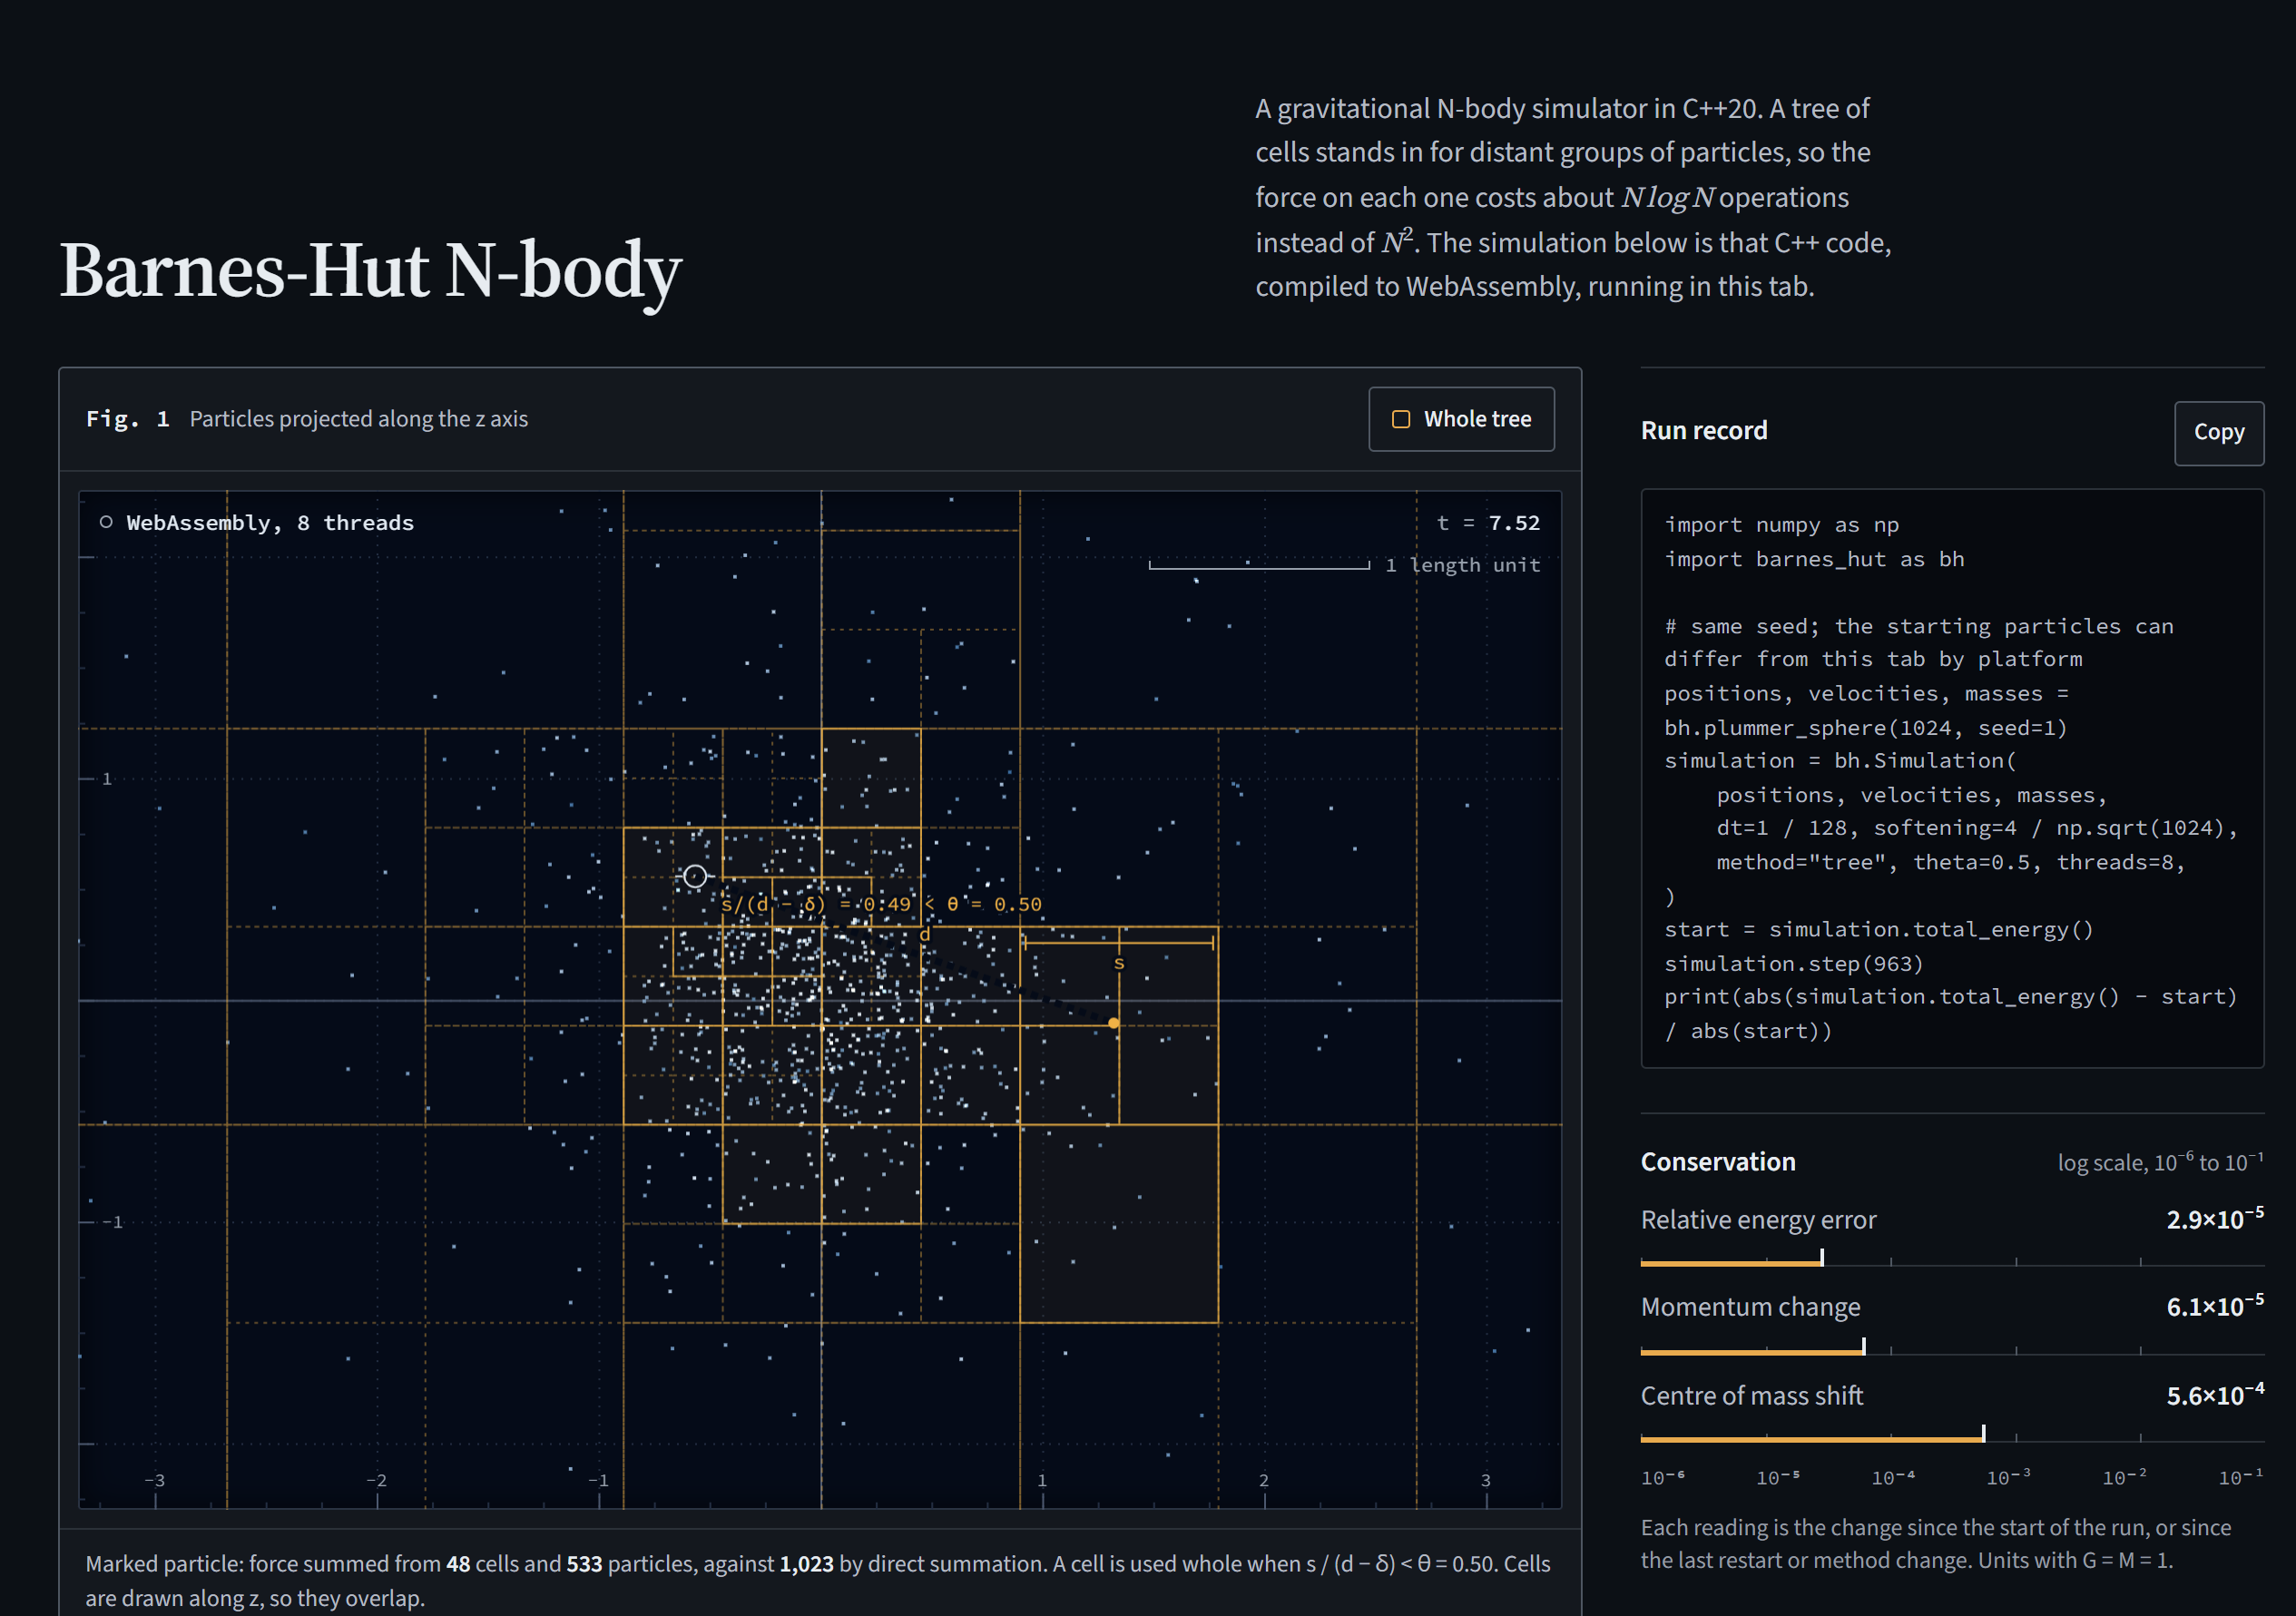 A gravitational N-body simulator in C++20. A tree of
cells stands in for distant groups of particles, so the
force on each one costs about N log N operations
instead of N². The simulation below is that C++ code,
compiled to WebAssembly, running in this tab.
Barnes-Hut N-body
Fig. 1 Particles projected along the z axis
Whole tree
WebAssembly, 8 threads
t = 7.52
1 length unit
1
s/(d − δ) = 0.49 < θ = 0.50
d
s
−1
−3 −2 −1 1 2 3
Marked particle: force summed from 48 cells and 533 particles, against 1,023 by direct summation. A cell is used whole when s / (d − δ) < θ = 0.50. Cells
are drawn along z, so they overlap.
Run record
Copy
import numpy as np
import barnes_hut as bh
# same seed; the starting particles can
differ from this tab by platform
positions, velocities, masses =
bh.plummer_sphere(1024, seed=1)
simulation = bh.Simulation(
    positions, velocities, masses,
    dt=1 / 128, softening=4 / np.sqrt(1024),
    method="tree", theta=0.5, threads=8,
)
start = simulation.total_energy()
simulation.step(963)
print(abs(simulation.total_energy() - start)
/ abs(start))
Conservation
log scale, 10⁻⁶ to 10⁻¹
Relative energy error 2.9×10⁻⁵
Momentum change 6.1×10⁻⁵
Centre of mass shift 5.6×10⁻⁴
10⁻⁶ 10⁻⁵ 10⁻⁴ 10⁻³ 10⁻² 10⁻¹
Each reading is the change since the start of the run, or since
the last restart or method change. Units with G = M = 1.